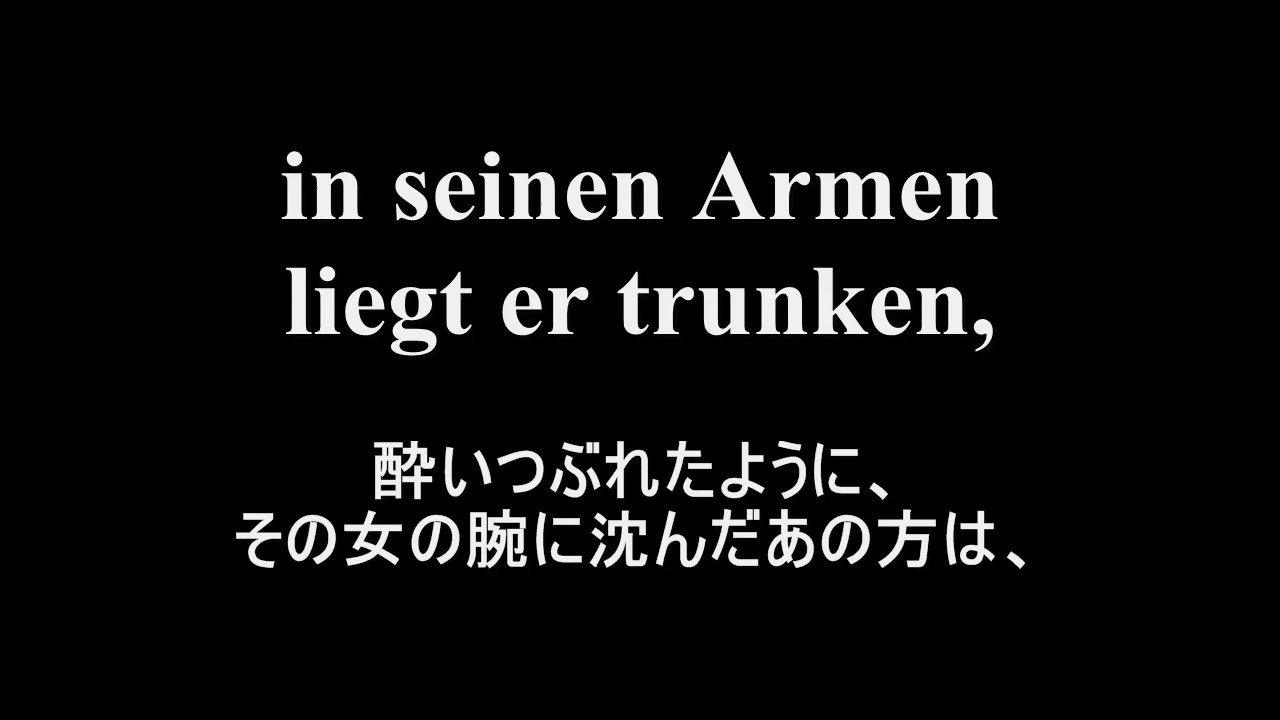 in seinen Armen
liegt er trunken,
酔いつぶれたように、
その女の腕に沈んだあの方は、